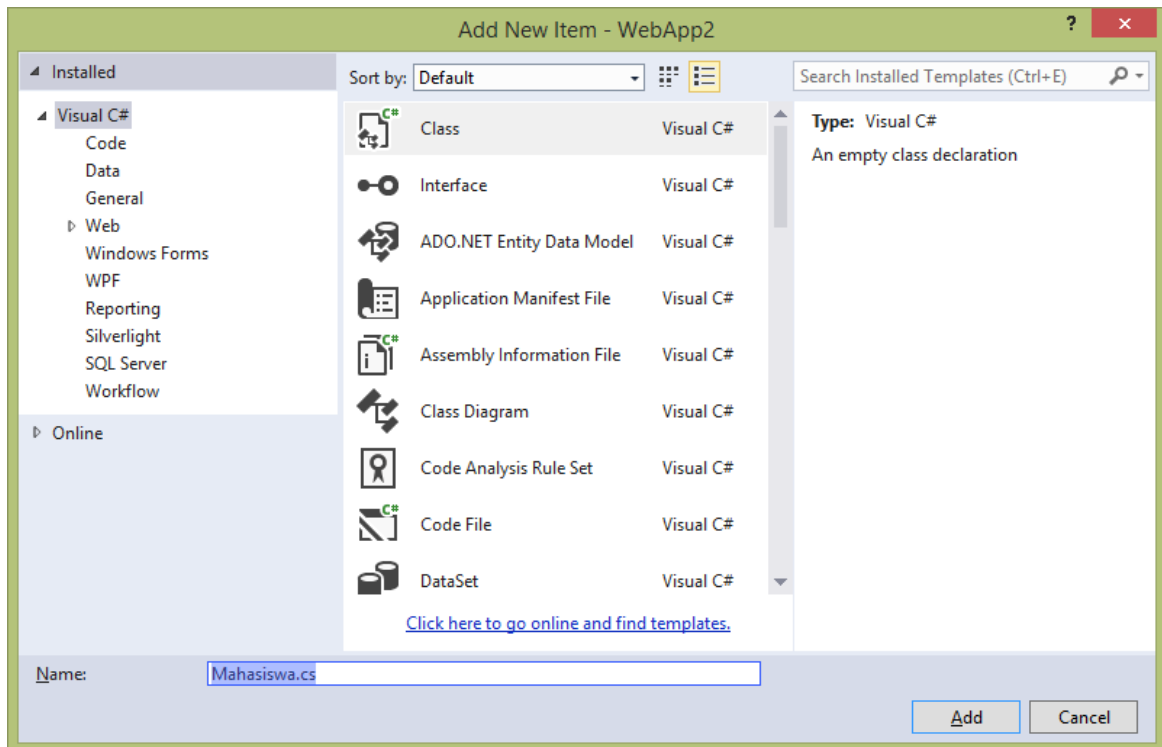 Add New Item - WebApp2
?
Installed
Sort by: Default
Search Installed Templates (Ctrl+E)
Visual C#
Code
Data
General
Web
Windows Forms
WPF
Reporting
Silverlight
SQL Server
Workflow
Online
C# Class Visual C#
Interface Visual C#
ADO.NET Entity Data Model Visual C#
Application Manifest File Visual C#
C# Assembly Information File Visual C#
Class Diagram Visual C#
Code Analysis Rule Set Visual C#
C# Code File Visual C#
DataSet Visual C#
Click here to go online and find templates.
Type: Visual C#
An empty class declaration
Name: Mahasiswa.cs
Add Cancel